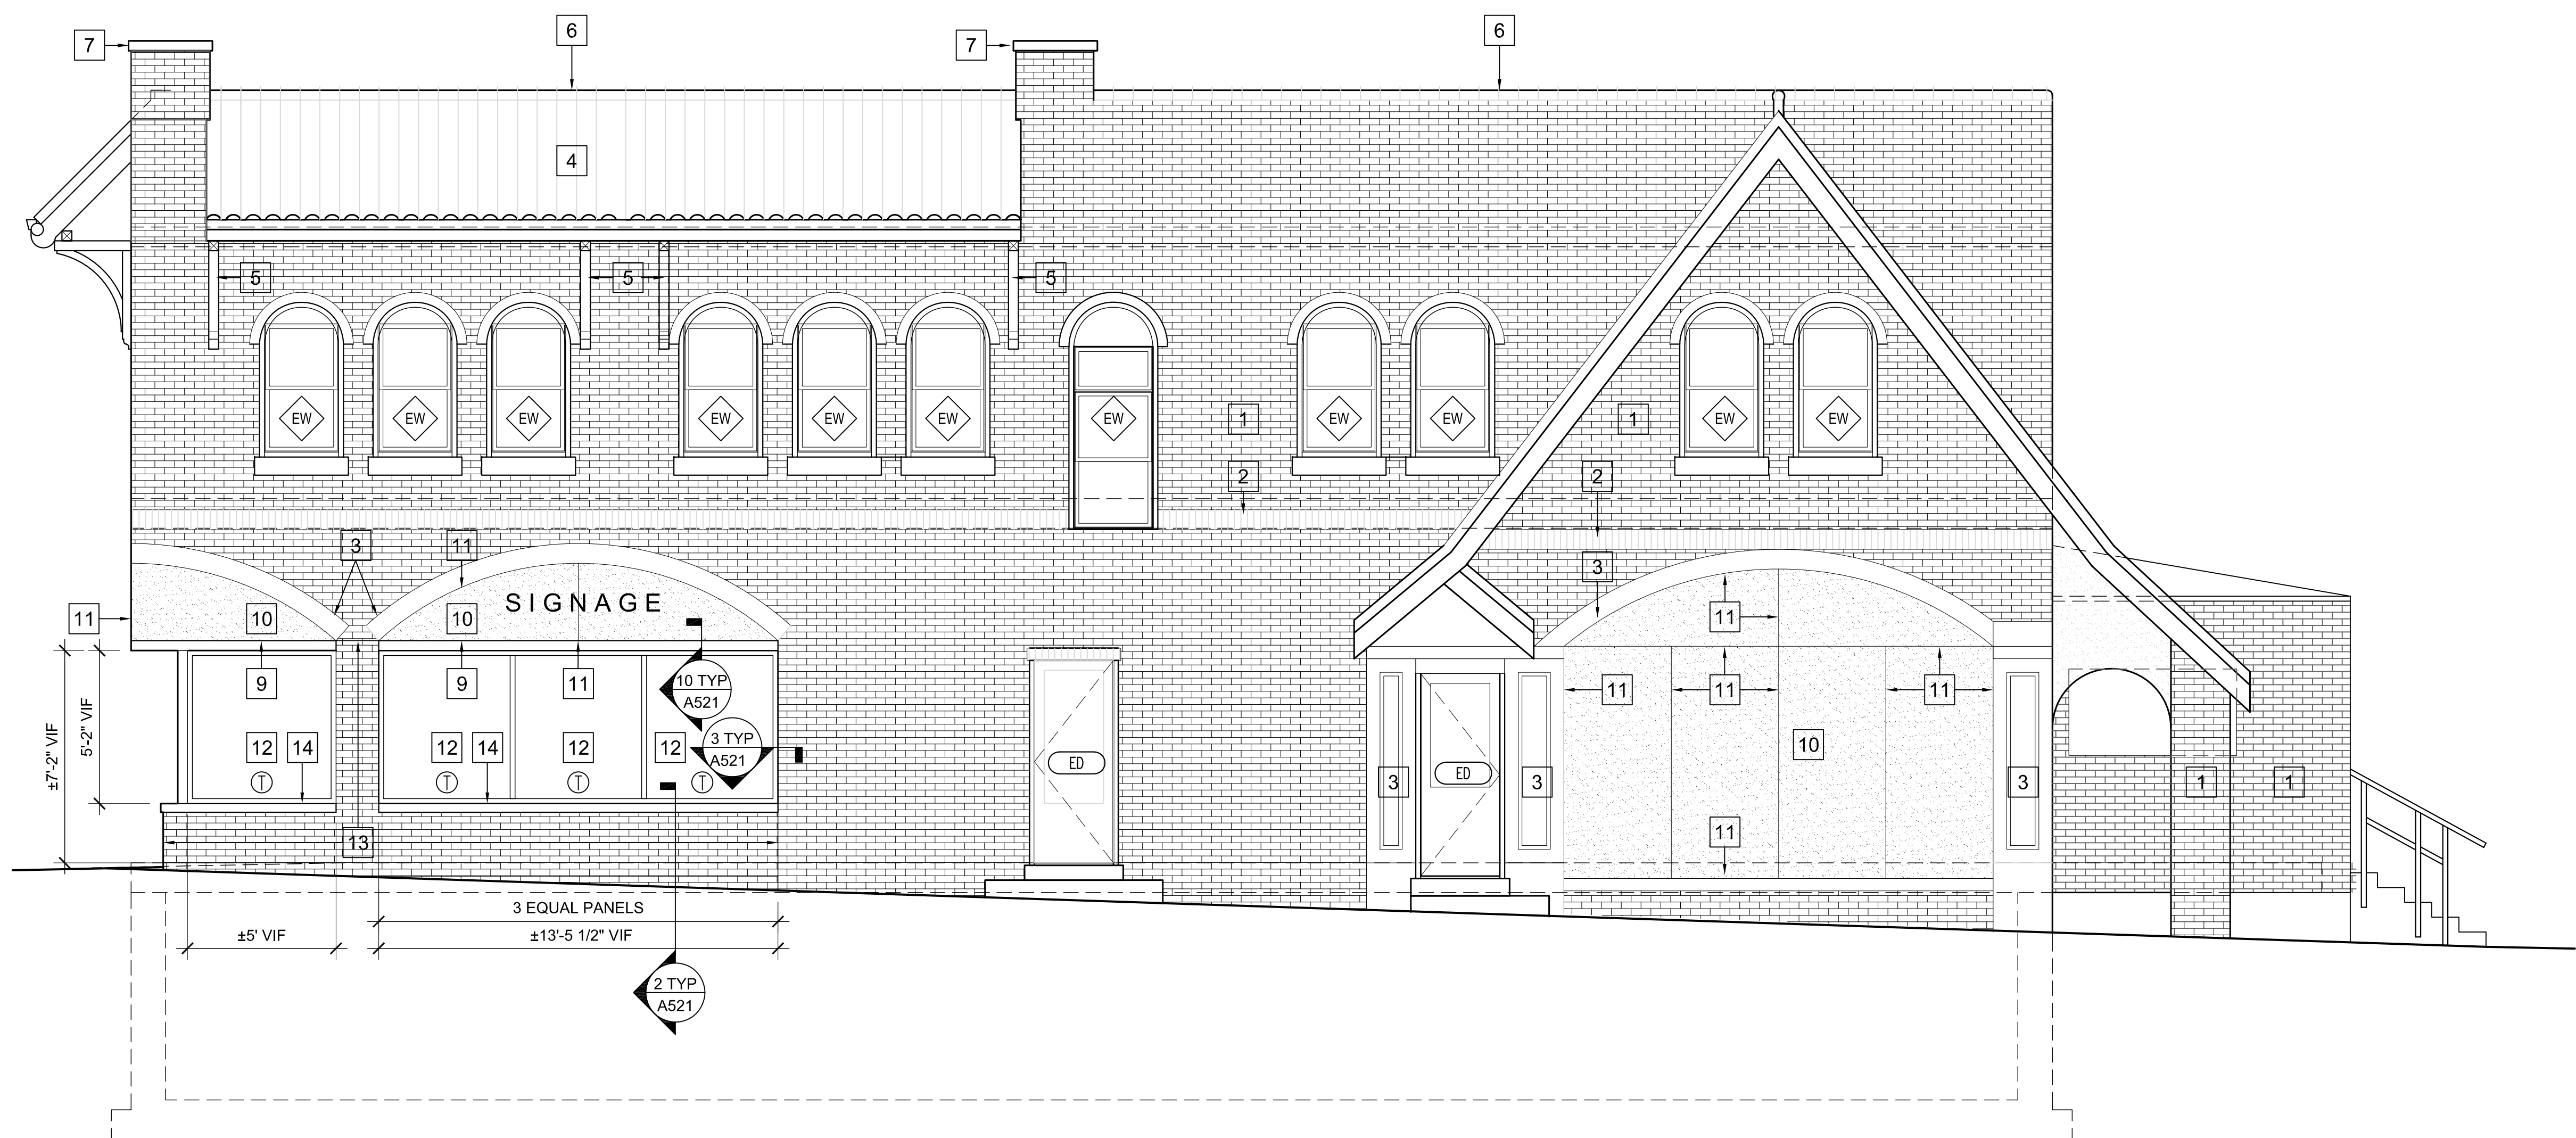 6
6
7
7
4
5
5
5
EW
EW
EW
EW
EW
EW
EW
EW
EW
EW
EW
1
1
2
2
3
11
3
SIGNAGE
11
10
10
11
9
9
11
10 TYP
A521
11
11
11
±7'-2" VIF
5'-2" VIF
12
14
12
14
12
12
3 TYP
A521
10
T
T
T
T
ED
ED
3
3
3
1
1
13
11
3 EQUAL PANELS
±5' VIF
±13'-5 1/2" VIF
2 TYP
A521